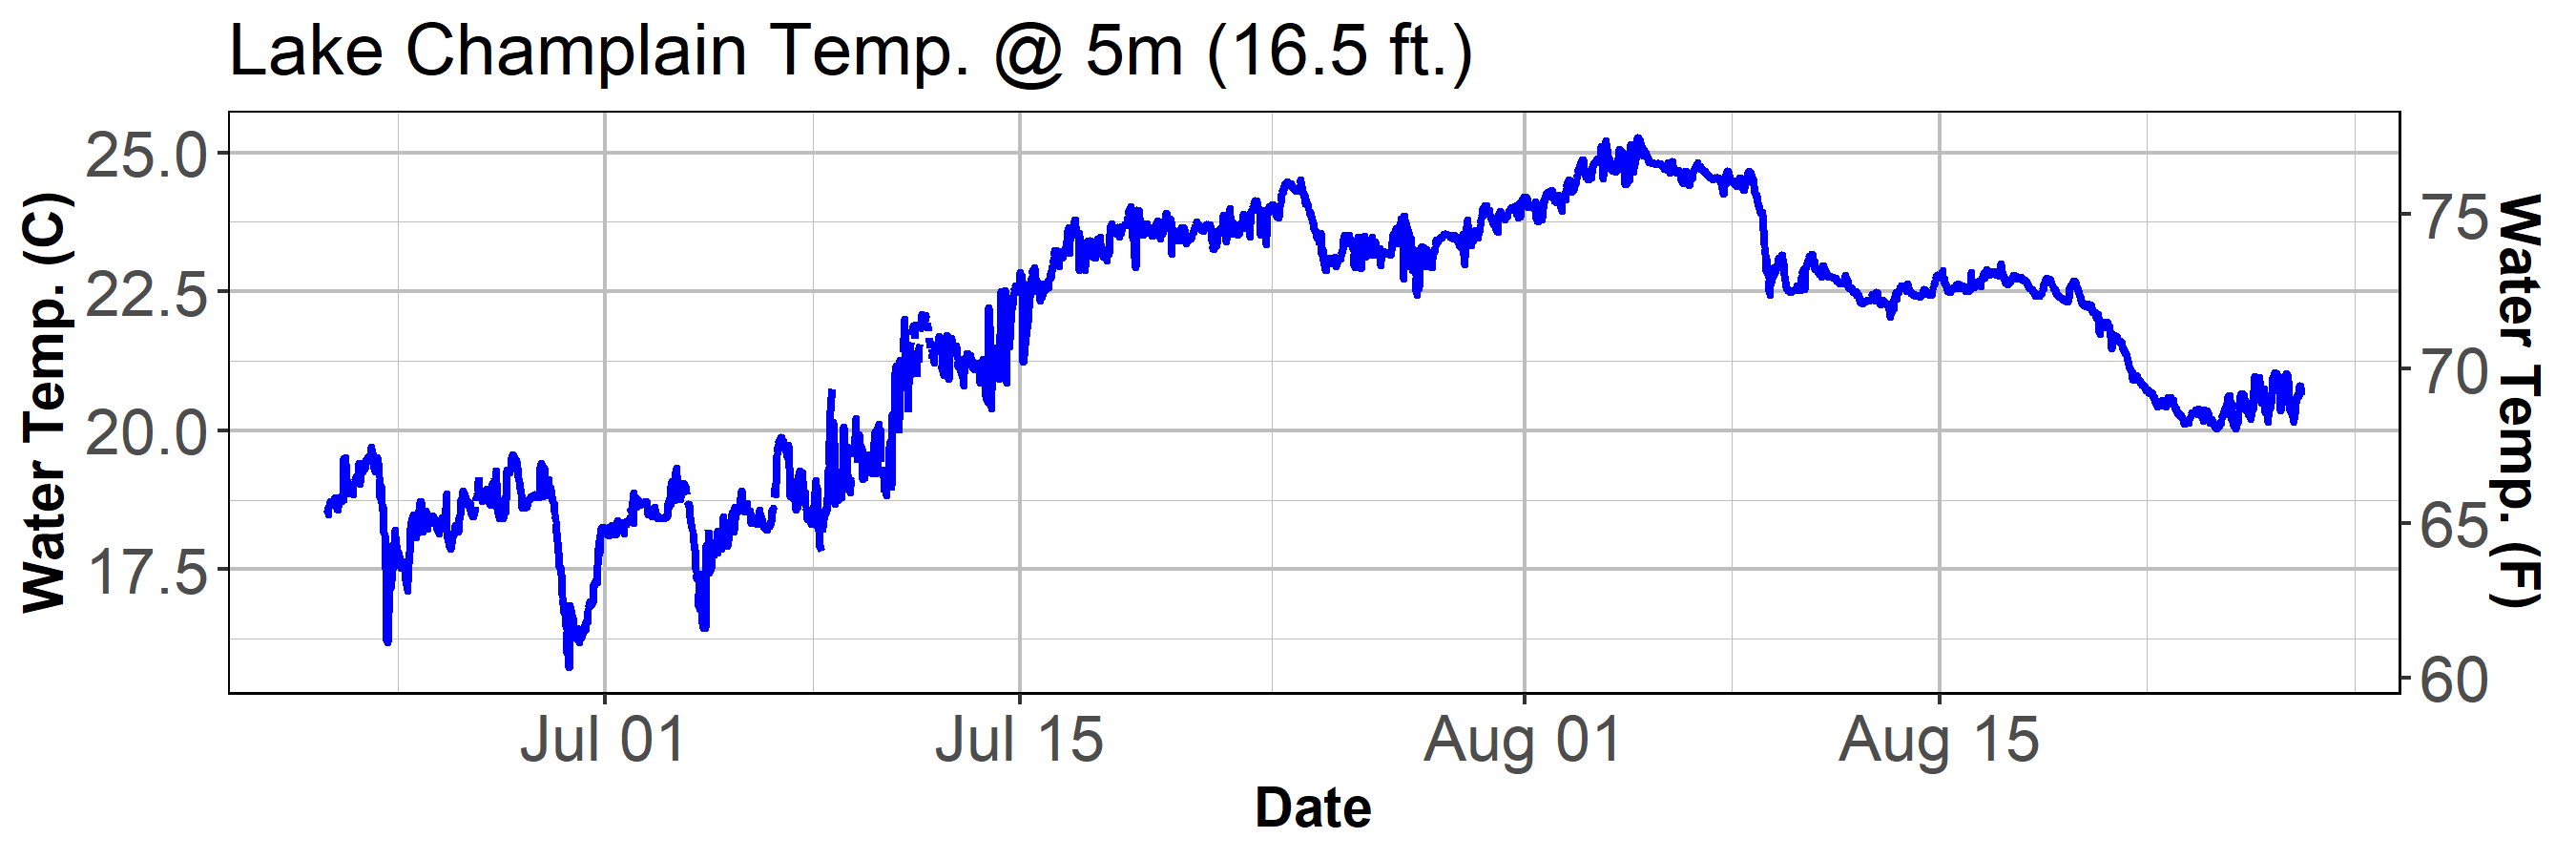 Lake Champlain Temp. @ 5m (16.5 ft.)
Water Temp. (C)
25.0
22.5
20.0
17.5
75
70
65
60
Water Temp. (F)
Jul 01
Jul 15
Aug 01
Aug 15
Date